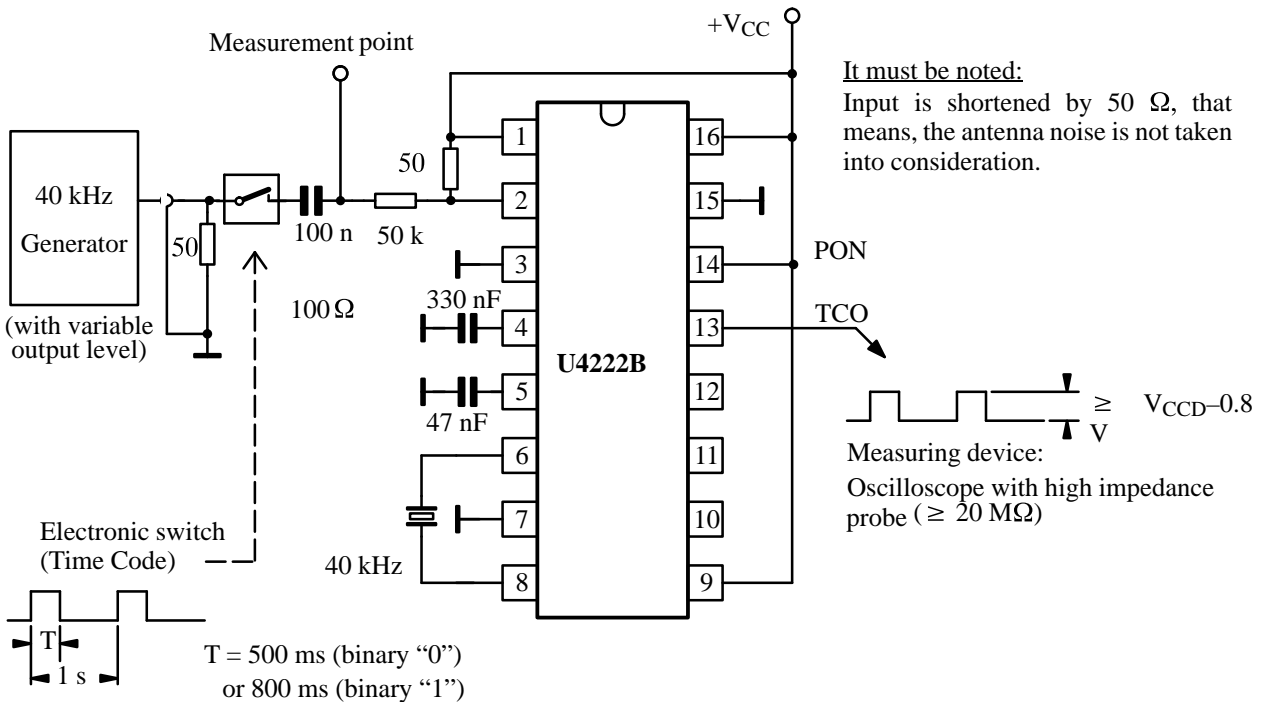 +VCC
Measurement point
It must be noted:
Input is shortened by 50 Ω, that
means, the antenna noise is not taken
into consideration.
40 kHz
Generator
(with variable
output level)
50
100 n
50 k
50
100 Ω
330 nF
47 nF
40 kHz
1
2
3
4
5
6
7
8
U4222B
16
15
14
13
12
11
10
9
PON
TCO
≥ VCCD–0.8
V
Measuring device:
Oscilloscope with high impedance
probe (≥ 20 MΩ)
Electronic switch
(Time Code)
T
1 s
T = 500 ms (binary “0”)
or 800 ms (binary “1”)